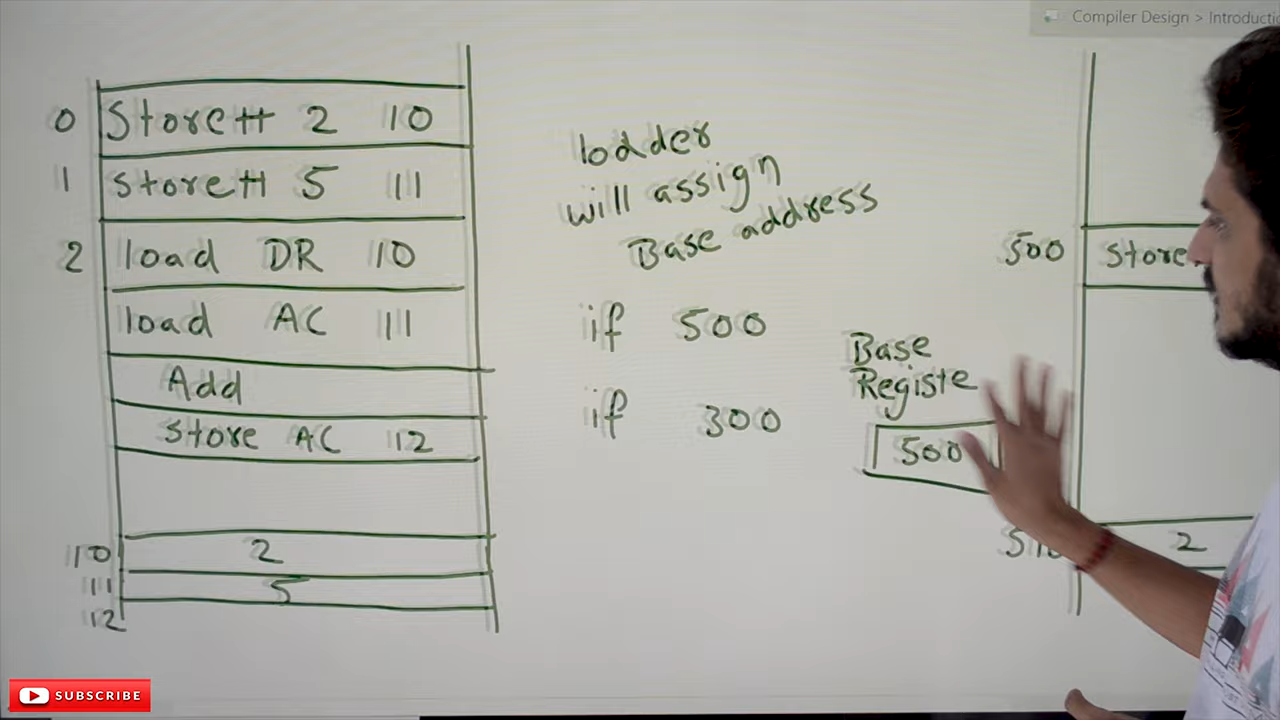 Compiler Design > Introductio
0 Store# 2 10
1 Store# 5 11
2 load DR 10
load AC 11
Add
Store AC 12
10 2
11 5
12
loader
will assign
Base address
if 500
if 300
Base
Registe
500
500 Store
510 2
SUBSCRIBE